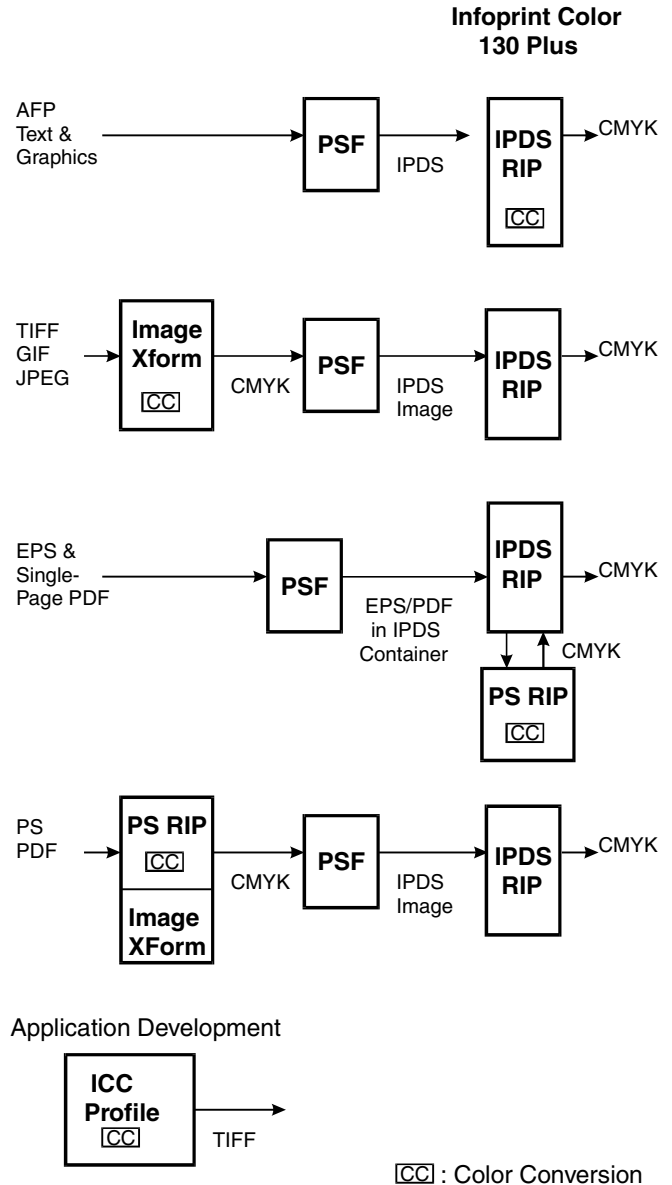 Infoprint Color
130 Plus
AFP
Text &
Graphics
PSF
IPDS
IPDS
RIP
CC
CMYK
TIFF
GIF
JPEG
Image
Xform
CC
CMYK
PSF
IPDS
Image
IPDS
RIP
CMYK
EPS &
Single-
Page PDF
PSF
EPS/PDF
in IPDS
Container
IPDS
RIP
CMYK
CMYK
PS RIP
CC
PS
PDF
PS RIP
CC
Image
XForm
CMYK
PSF
IPDS
Image
IPDS
RIP
CMYK
Application Development
ICC
Profile
CC
TIFF
CC : Color Conversion